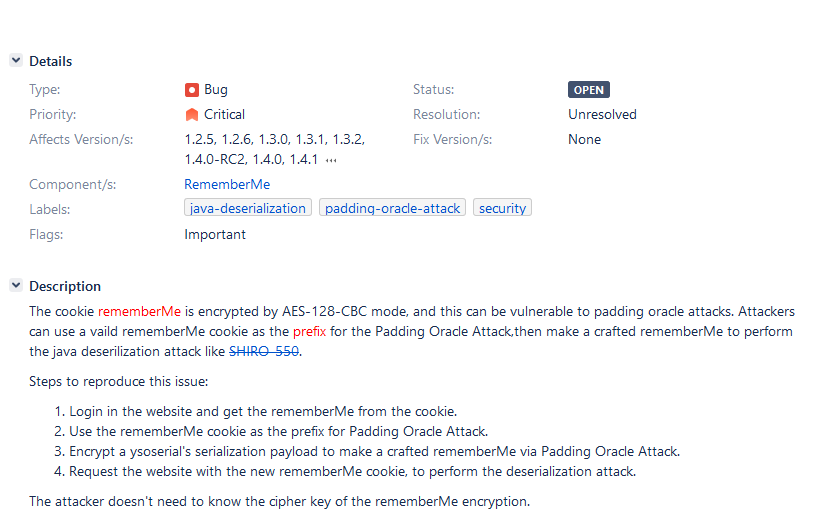 Details
Type: Bug Status: OPEN
Priority: Critical Resolution: Unresolved
Affects Version/s: 1.2.5, 1.2.6, 1.3.0, 1.3.1, 1.3.2, Fix Version/s: None
1.4.0-RC2, 1.4.0, 1.4.1 ···
Component/s: RememberMe
Labels: java-deserialization padding-oracle-attack security
Flags: Important
Description
The cookie rememberMe is encrypted by AES-128-CBC mode, and this can be vulnerable to padding oracle attacks. Attackers
can use a vaild rememberMe cookie as the prefix for the Padding Oracle Attack,then make a crafted rememberMe to perform
the java deserilization attack like SHIRO-550.
Steps to reproduce this issue:
1. Login in the website and get the rememberMe from the cookie.
2. Use the rememberMe cookie as the prefix for Padding Oracle Attack.
3. Encrypt a ysoserial's serialization payload to make a crafted rememberMe via Padding Oracle Attack.
4. Request the website with the new rememberMe cookie, to perform the deserialization attack.
The attacker doesn't need to know the cipher key of the rememberMe encryption.